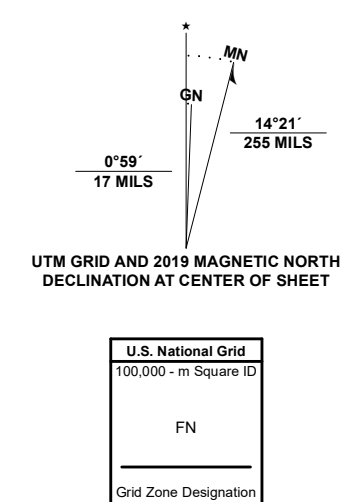 ★
MN
GN
14°21´
255 MILS
0°59´
17 MILS
UTM GRID AND 2019 MAGNETIC NORTH
DECLINATION AT CENTER OF SHEET
U.S. National Grid
100,000 - m Square ID
FN
Grid Zone Designation